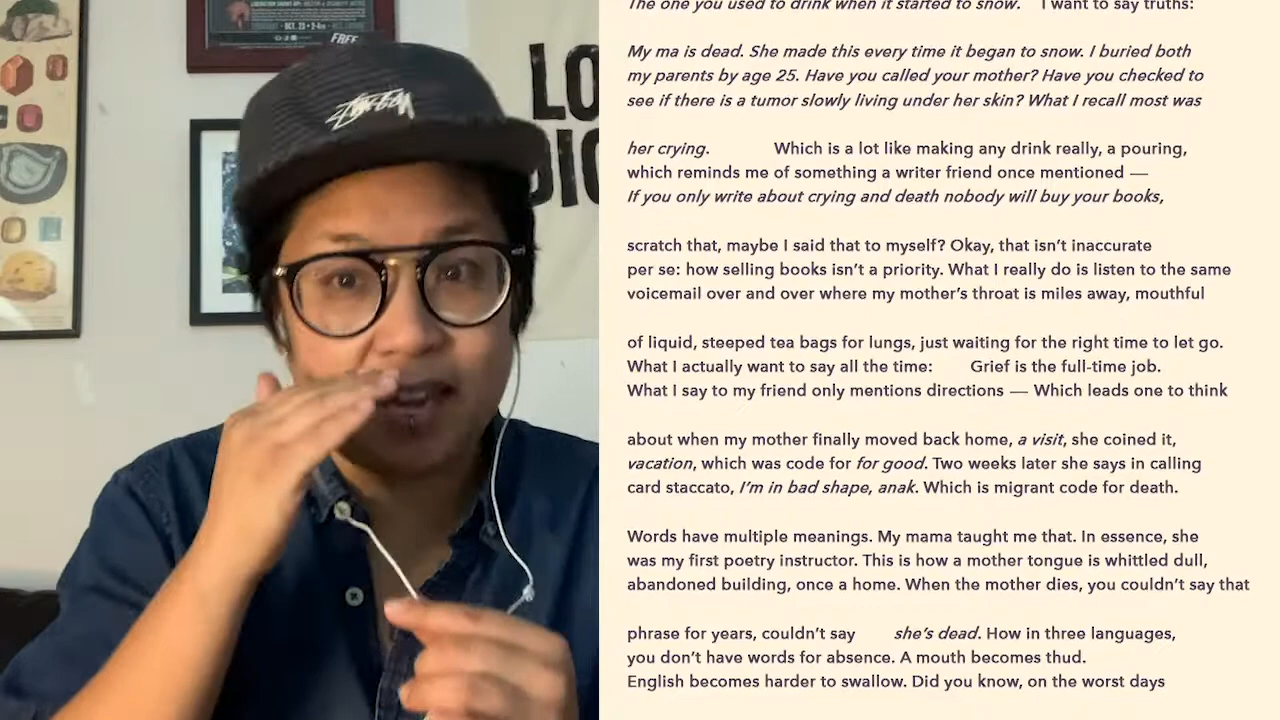 The one you used to drink when it started to snow. I want to say truths:
My ma is dead. She made this every time it began to snow. I buried both
my parents by age 25. Have you called your mother? Have you checked to
see if there is a tumor slowly living under her skin? What I recall most was
her crying. Which is a lot like making any drink really, a pouring,
which reminds me of something a writer friend once mentioned —
If you only write about crying and death nobody will buy your books,
scratch that, maybe I said that to myself? Okay, that isn't inaccurate
per se: how selling books isn't a priority. What I really do is listen to the same
voicemail over and over where my mother's throat is miles away, mouthful
of liquid, steeped tea bags for lungs, just waiting for the right time to let go.
What I actually want to say all the time: Grief is the full-time job.
What I say to my friend only mentions directions — Which leads one to think
about when my mother finally moved back home, a visit, she coined it,
vacation, which was code for for good. Two weeks later she says in calling
card staccato, I'm in bad shape, anak. Which is migrant code for death.
Words have multiple meanings. My mama taught me that. In essence, she
was my first poetry instructor. This is how a mother tongue is whittled dull,
abandoned building, once a home. When the mother dies, you couldn't say that
phrase for years, couldn't say she's dead. How in three languages,
you don't have words for absence. A mouth becomes thud.
English becomes harder to swallow. Did you know, on the worst days
OCT. 23 • 2-4
FREE
LO
Stüssy